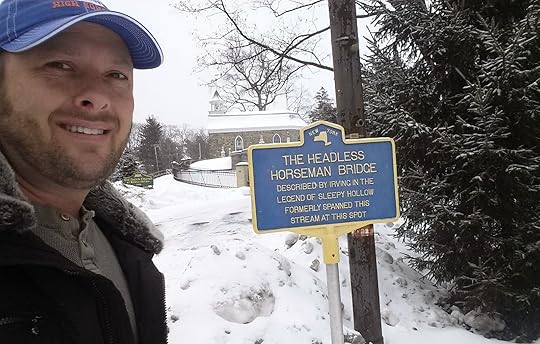 HIGH
NEW YORK
THE HEADLESS
HORSEMAN BRIDGE
DESCRIBED BY IRVING IN THE
LEGEND OF SLEEPY HOLLOW
FORMERLY SPANNED THIS
STREAM AT THIS SPOT